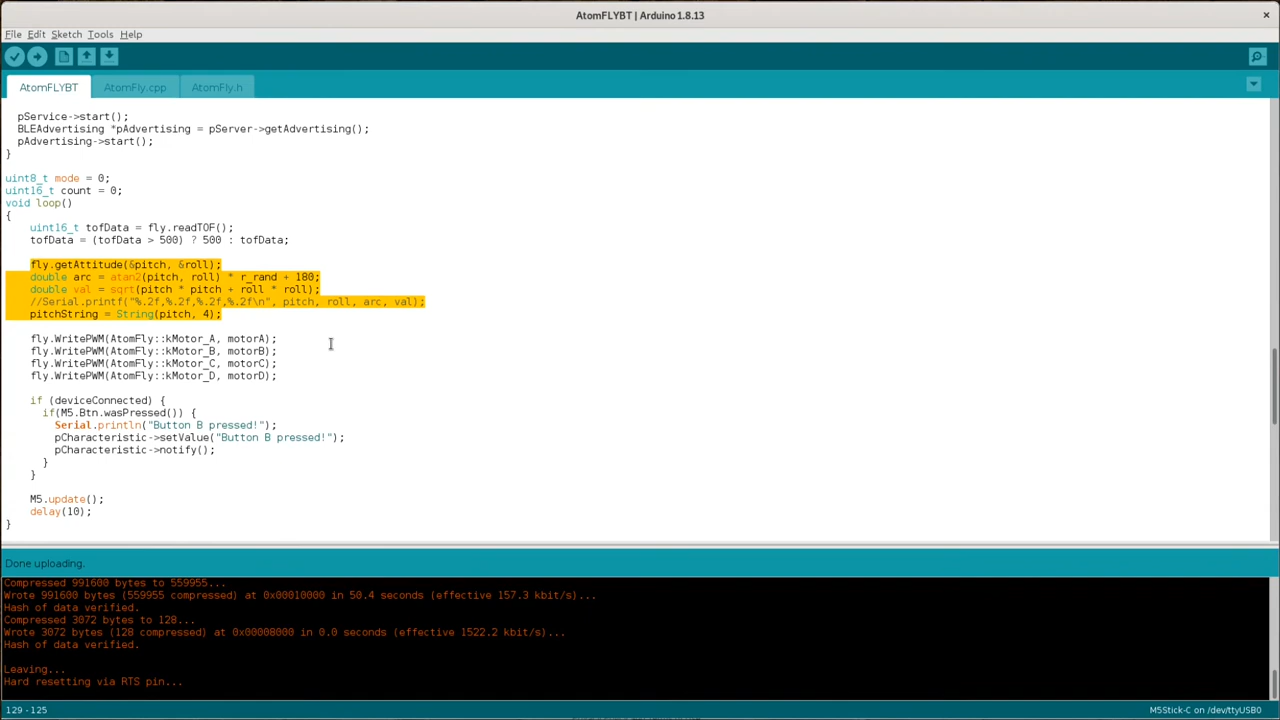 AtomFLYBT | Arduino 1.8.13
×
File Edit Sketch Tools Help
AtomFLYBT AtomFly.cpp AtomFly.h
pService->start();
BLEAdvertising *pAdvertising = pServer->getAdvertising();
pAdvertising->start();
}
uint8_t mode = 0;
uint16_t count = 0;
void loop()
{
uint16_t tofData = fly.readTOF();
tofData = (tofData > 500) ? 500 : tofData;
fly.getAttitude(&pitch, &roll);
double arc = atan2(pitch, roll) * r_rand + 180;
double val = sqrt(pitch * pitch + roll * roll);
//Serial.printf("%.2f,%.2f,%.2f,%.2f\n", pitch, roll, arc, val);
pitchString = String(pitch, 4);
fly.WritePWM(AtomFly::kMotor_A, motorA);
fly.WritePWM(AtomFly::kMotor_B, motorB);
fly.WritePWM(AtomFly::kMotor_C, motorC);
fly.WritePWM(AtomFly::kMotor_D, motorD);
if (deviceConnected) {
if(M5.Btn.wasPressed()) {
Serial.println("Button B pressed!");
pCharacteristic->setValue("Button B pressed!");
pCharacteristic->notify();
}
}
M5.update();
delay(10);
}
Done uploading.
Compressed 991600 bytes to 559955...
Wrote 991600 bytes (559955 compressed) at 0x00010000 in 50.4 seconds (effective 157.3 kbit/s)...
Hash of data verified.
Compressed 3072 bytes to 128...
Wrote 3072 bytes (128 compressed) at 0x00008000 in 0.0 seconds (effective 1522.2 kbit/s)...
Hash of data verified.
Leaving...
Hard resetting via RTS pin...
129 - 125
M5Stick-C on /dev/ttyUSB0